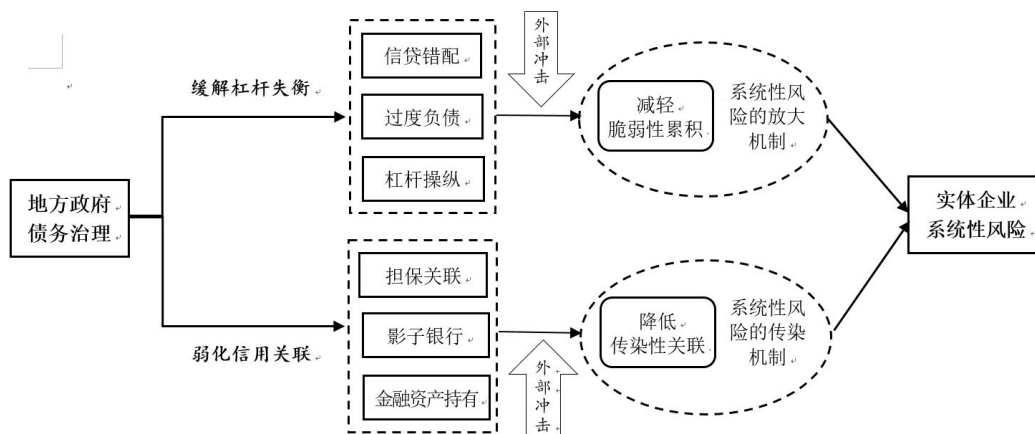 地方政府
债务治理
缓解杠杆失衡
弱化信用关联
信贷错配
过度负债
杠杆操纵
担保关联
影子银行
金融资产持有
外部冲击
外部冲击
减轻
脆弱性累积
系统性风
险的放大
机制
降低
传染性关联
系统性风
险的传染
机制
实体企业
系统性风险